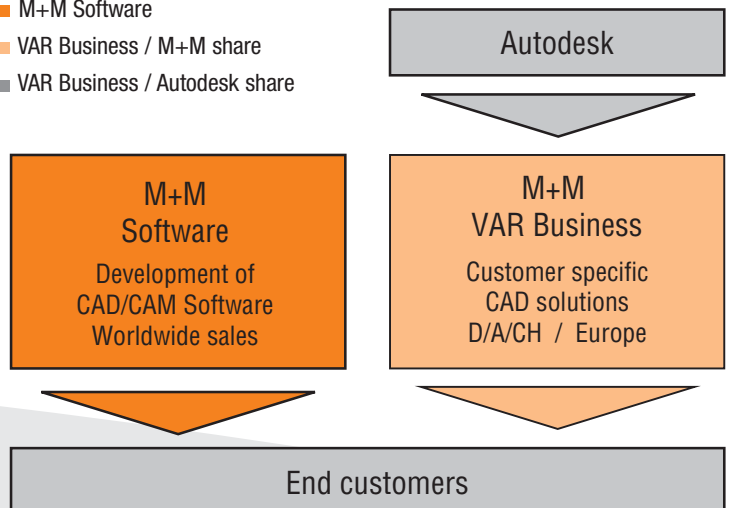 M+M Software
VAR Business / M+M share
VAR Business / Autodesk share
Autodesk
M+M
Software
Development of
CAD/CAM Software
Worldwide sales
M+M
VAR Business
Customer specific
CAD solutions
D/A/CH / Europe
End customers